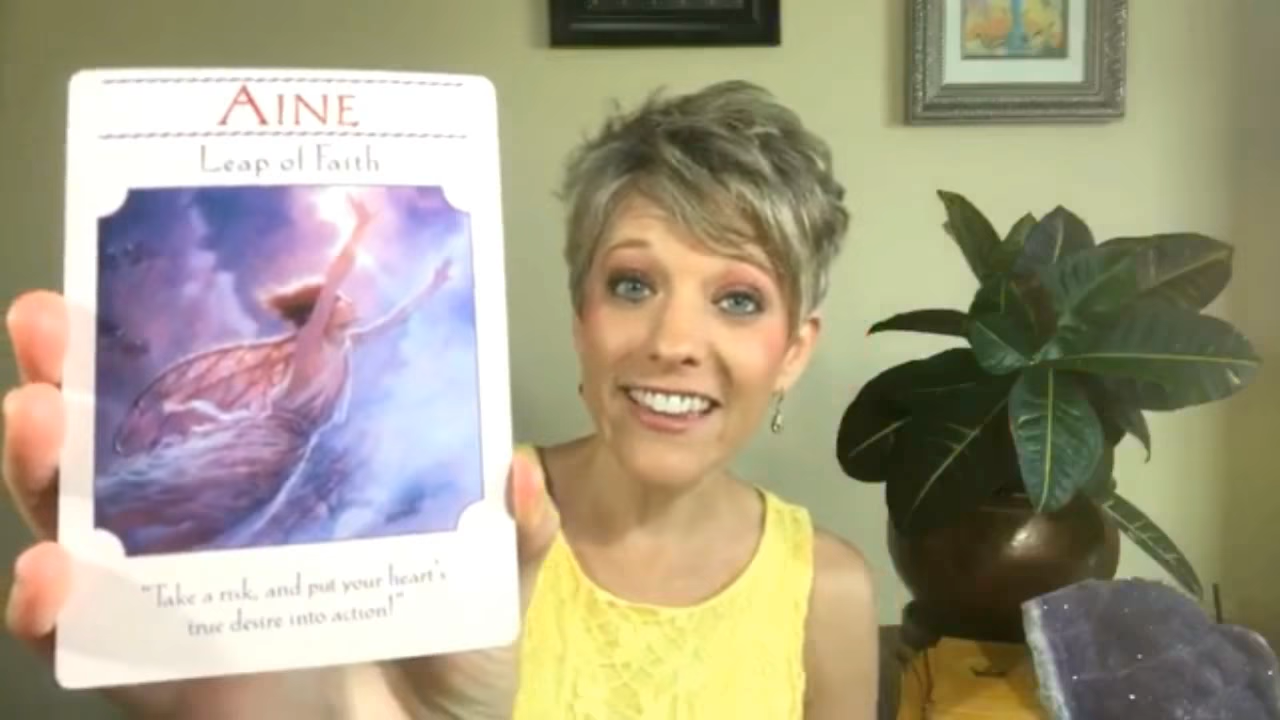 AINE
Leap of Faith
"Take a risk, and put your heart's
true desire into action!"